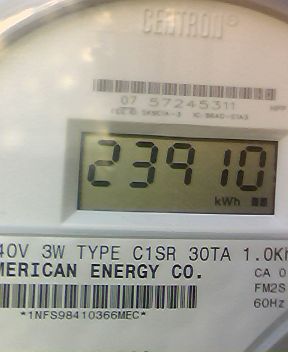 CENTRON®
07 57245311
23910
kWh
40V 3W TYPE C1SR 30TA 1.0Kh
MERICAN ENERGY CO.
CA 0
FM2S
60Hz
*1NFS98410366MEC*